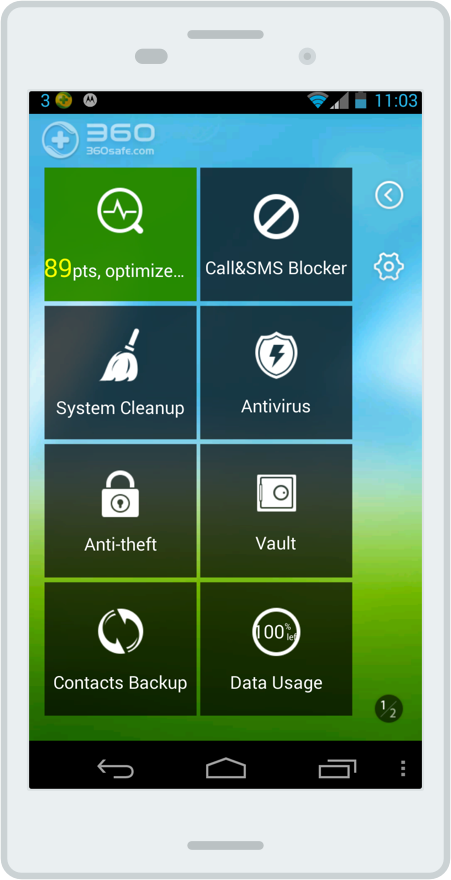 3 11:03
360
360safe.com
89pts, optimize...
Call&SMS Blocker
System Cleanup
Antivirus
Anti-theft
Vault
100% left
Contacts Backup
Data Usage
1/2